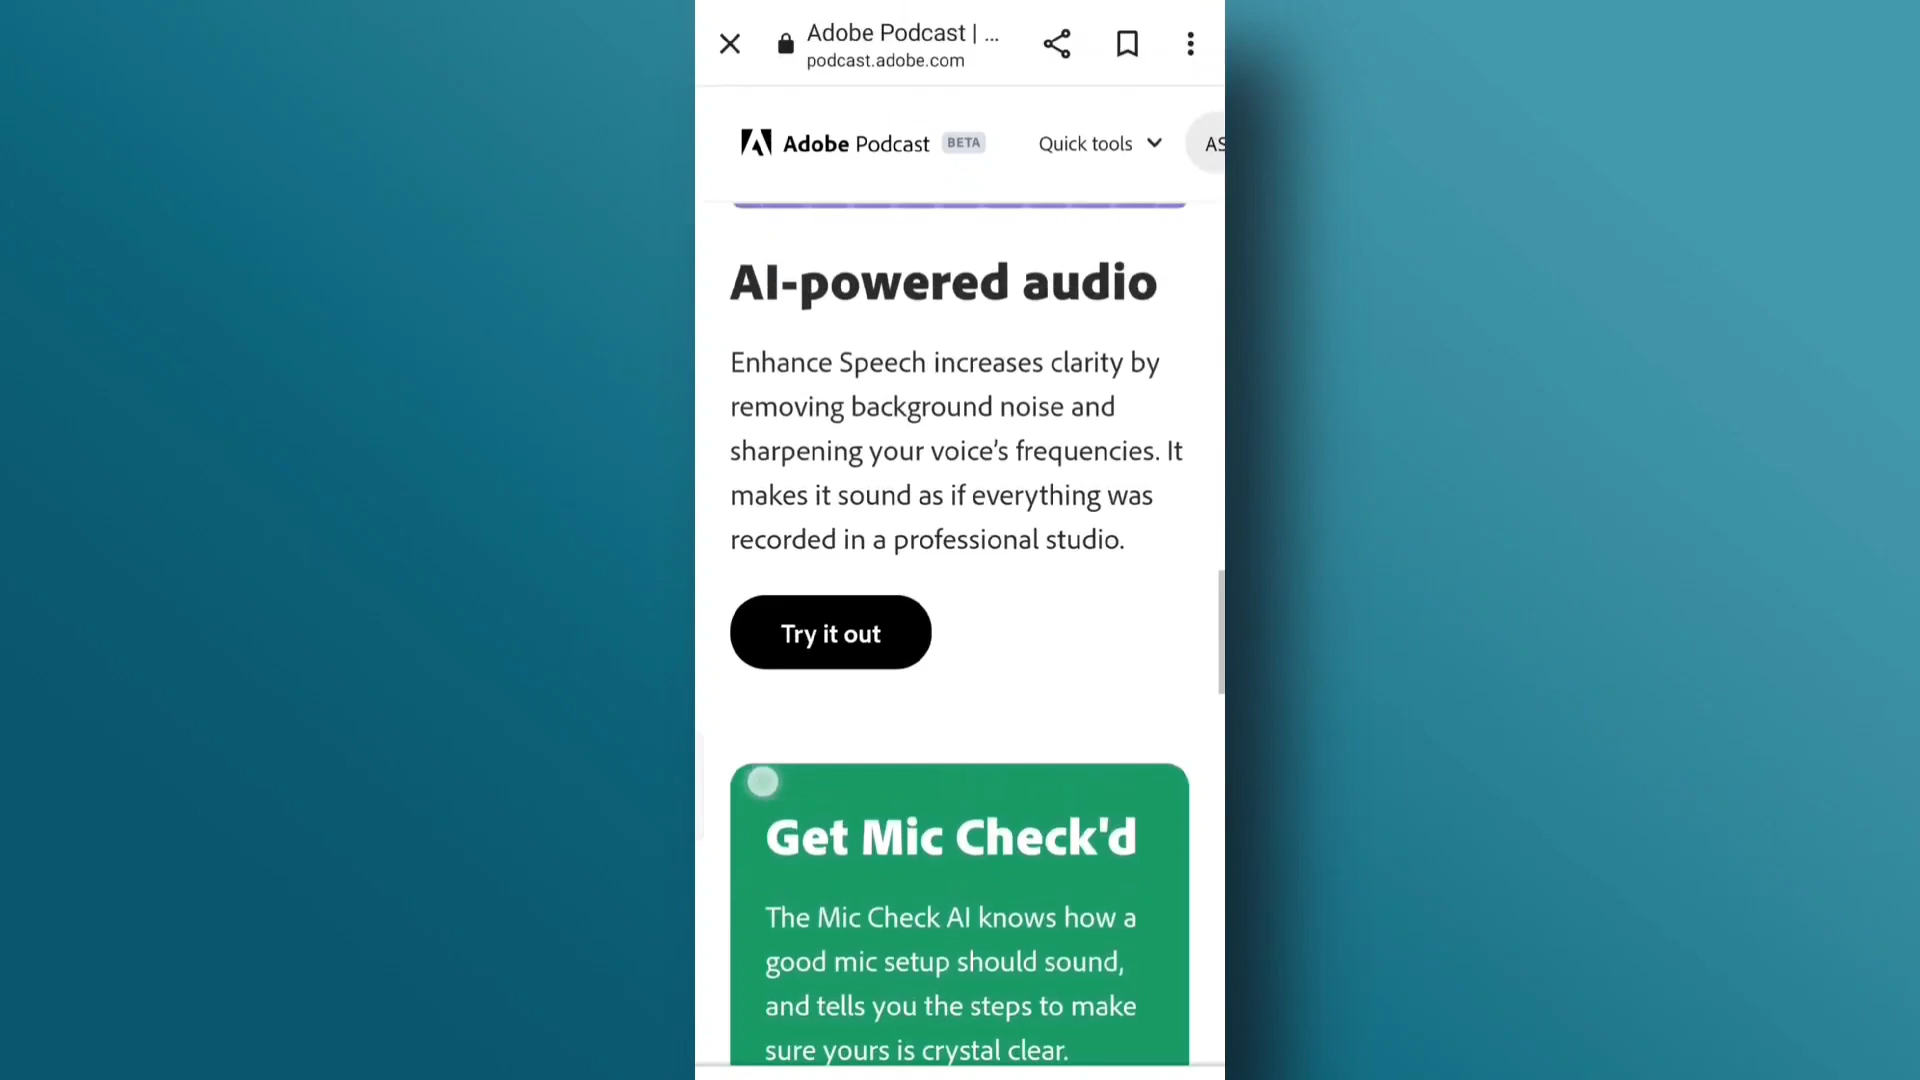 Adobe Podcast | ...
podcast.adobe.com
Adobe Podcast BETA Quick tools AS
AI-powered audio
Enhance Speech increases clarity by
removing background noise and
sharpening your voice’s frequencies. It
makes it sound as if everything was
recorded in a professional studio.
Try it out
Get Mic Check'd
The Mic Check AI knows how a
good mic setup should sound,
and tells you the steps to make
sure yours is crystal clear.